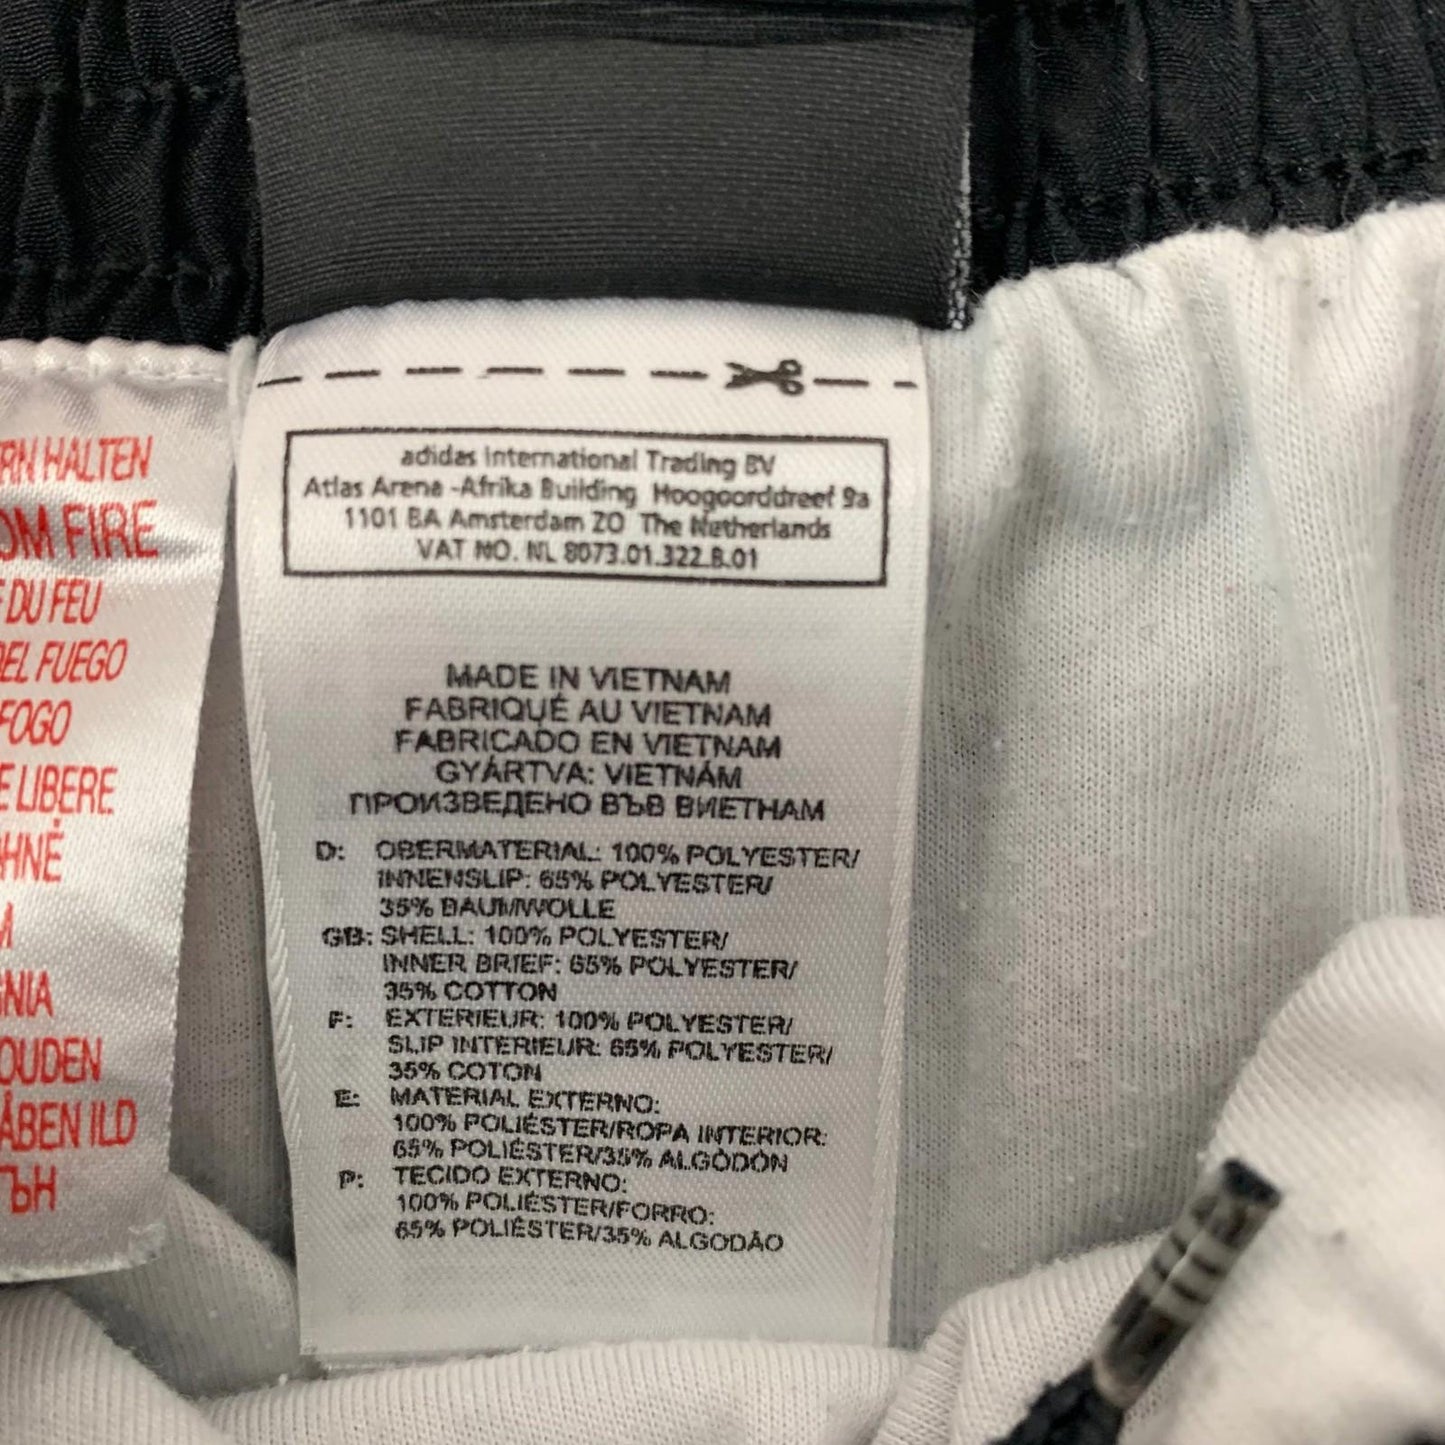 RN HALTEN
OM FIRE
DU FEU
DEL FUEGO
FOGO
E LIBERE
OHNĖ
M
GNIA
OUDEN
ÅBEN ILD
ГЪН
adidas International Trading BV
Atlas Arena -Afrika Building Hoogoorddreef 9a
1101 BA Amsterdam ZO The Netherlands
VAT NO. NL 8073.01.322.B.01
MADE IN VIETNAM
FABRIQUÉ AU VIETNAM
FABRICADO EN VIETNAM
GYÁRTVA: VIETNÁM
ПРОИЗВЕДЕНО ВЪВ ВИЕТНАМ
D: OBERMATERIAL: 100% POLYESTER/
INNENSLIP: 65% POLYESTER/
35% BAUMWOLLE
GB: SHELL: 100% POLYESTER/
INNER BRIEF: 65% POLYESTER/
35% COTTON
F: EXTERIEUR: 100% POLYESTER/
SLIP INTERIEUR: 65% POLYESTER/
35% COTON
E: MATERIAL EXTERNO:
100% POLIÉSTER/ROPA INTERIOR:
65% POLIÉSTER/35% ALGODÓN
P: TECIDO EXTERNO:
100% POLIÉSTER/FORRO:
65% POLIÉSTER/35% ALGODÃO